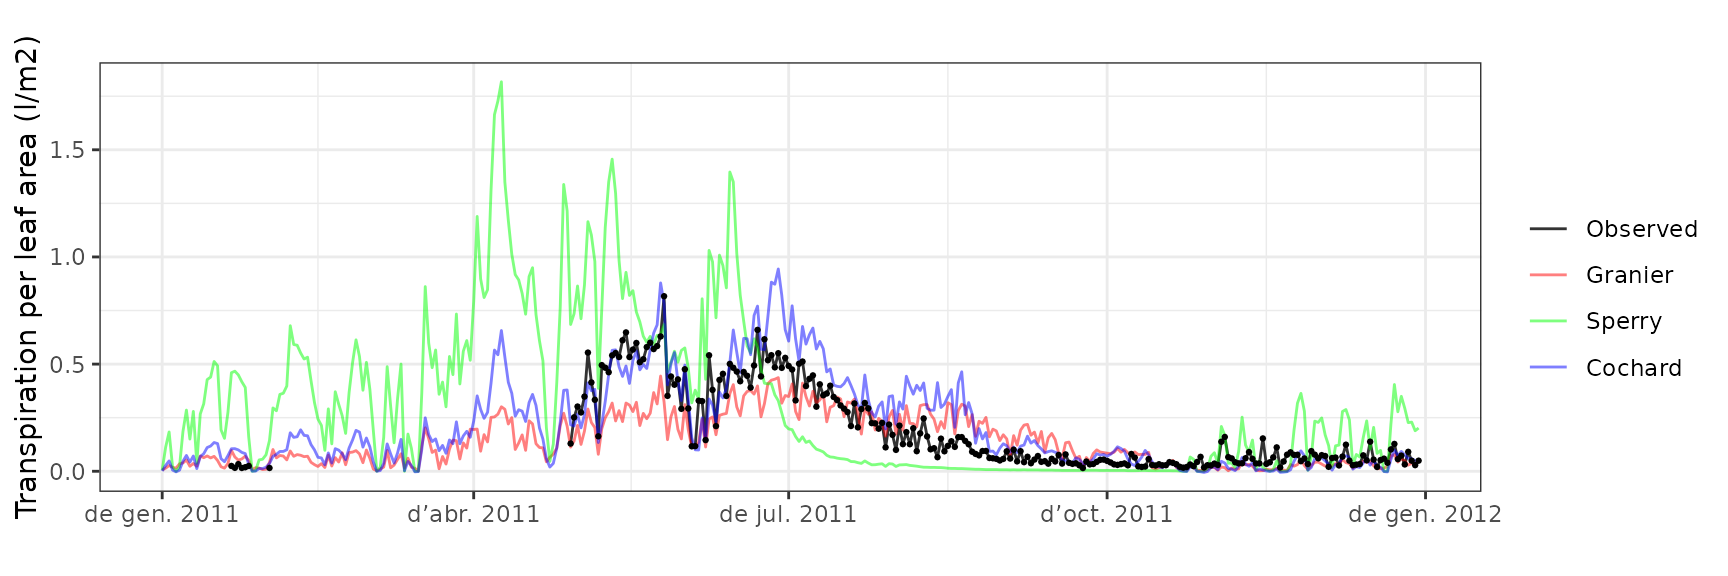 Transpiration per leaf area (l/m2)
1.5
1.0
0.5
0.0
de gen. 2011
d’abr. 2011
de jul. 2011
d’oct. 2011
de gen. 2012
Observed
Granier
Sperry
Cochard